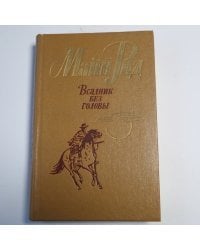 Майн Рид
Всадник
без
головы